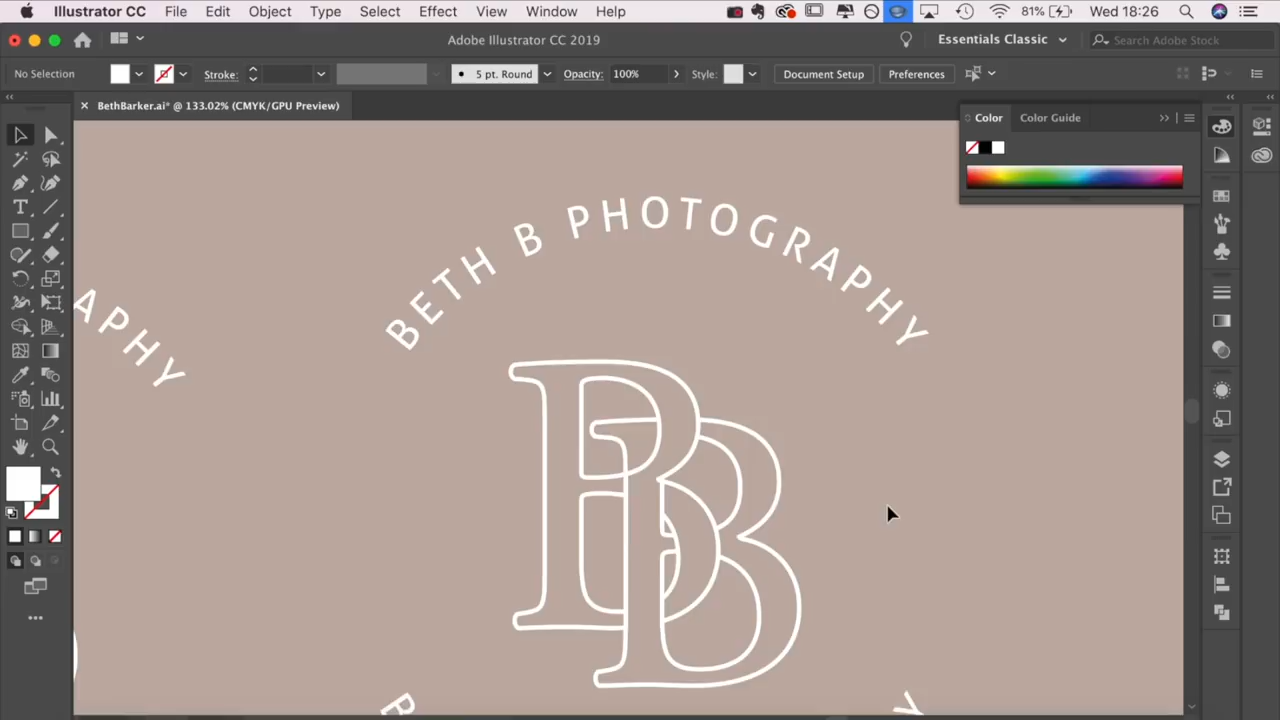 Illustrator CC File Edit Object Type Select Effect View Window Help 81% Wed 18:26
Adobe Illustrator CC 2019 Essentials Classic Search Adobe Stock
No Selection Stroke: 5 pt. Round Opacity: 100% Style: Document Setup Preferences
BethBarker.ai* @ 133.02% (CMYK/GPU Preview)
Color Color Guide
BETH B PHOTOGRAPHY
APHY
BB
B Y